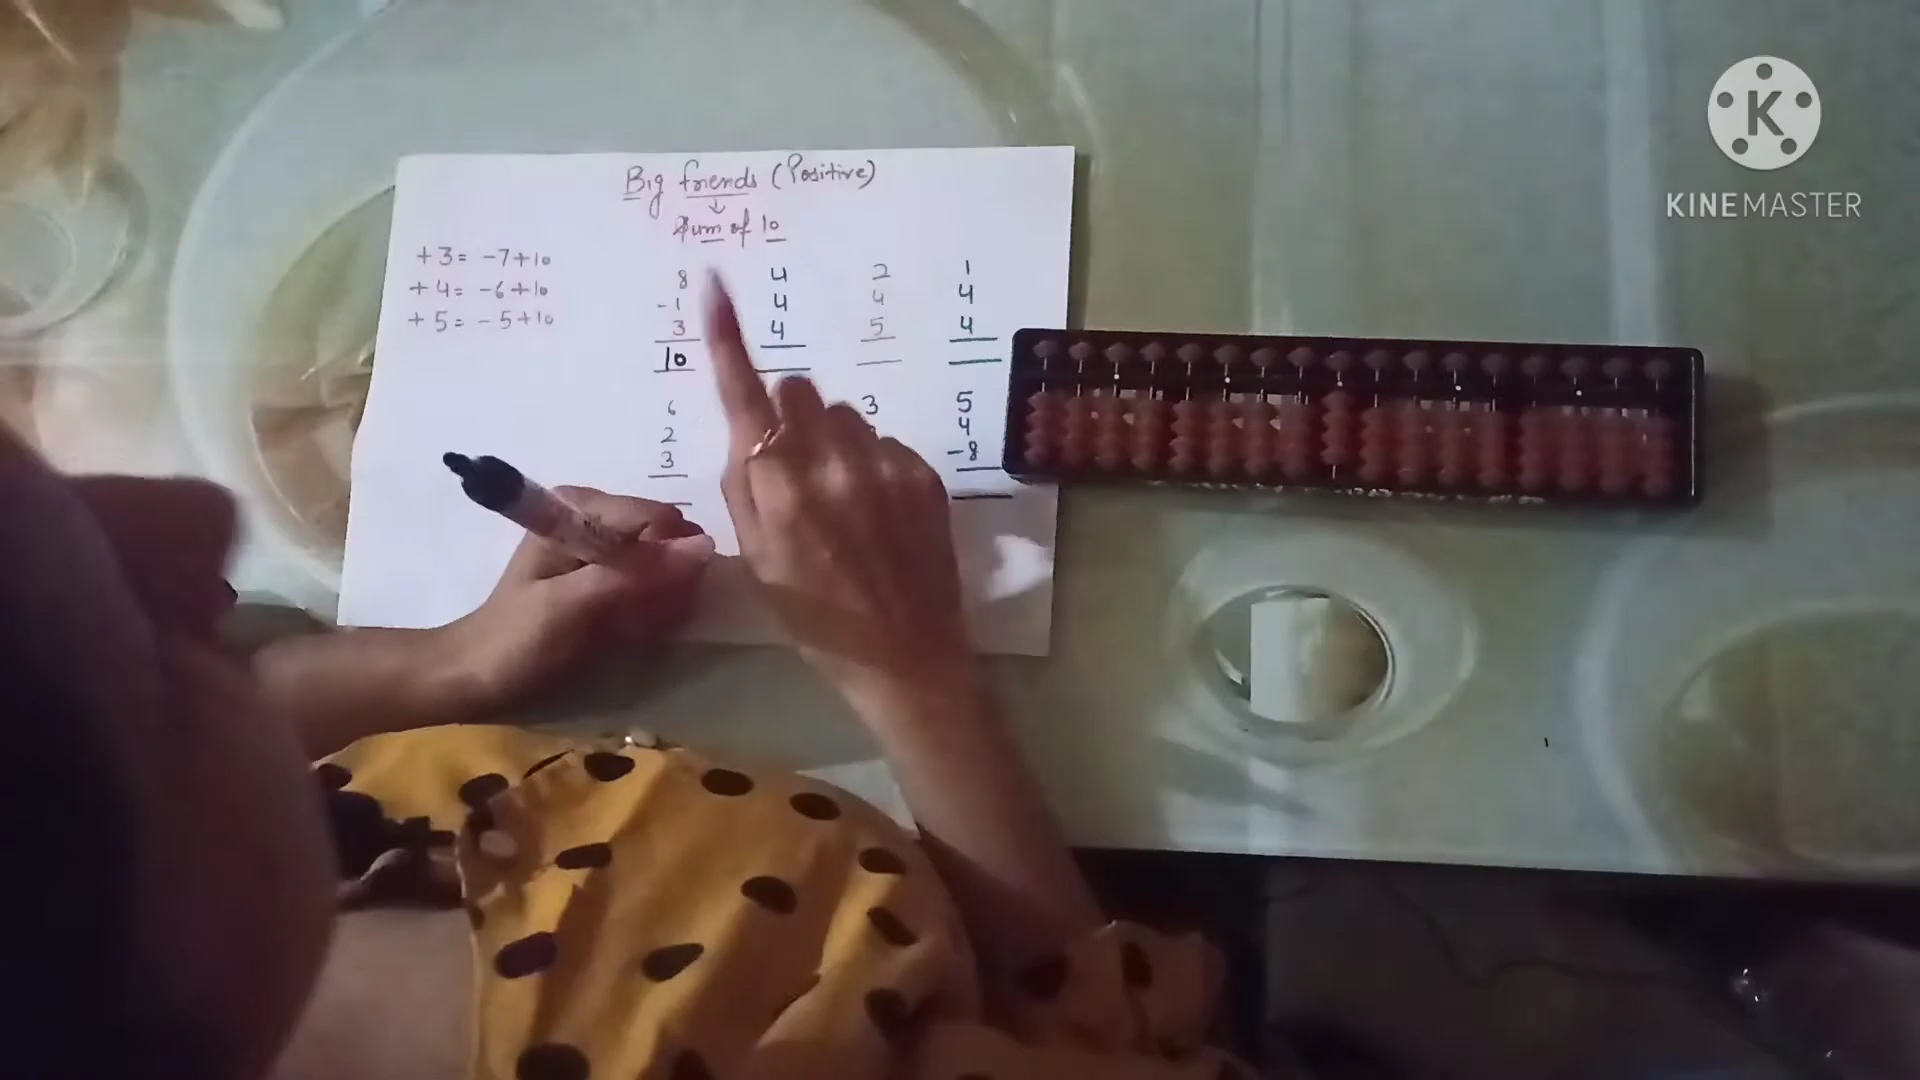 Big friends (Positive)
↓
Sum of 10
+3 = -7+10
+4 = -6+10
+5 = -5+10
8 4 2 1
-1 4 4 4
3 4 5 4
10
6 3 5
2 4
3 -8
K
KINEMASTER